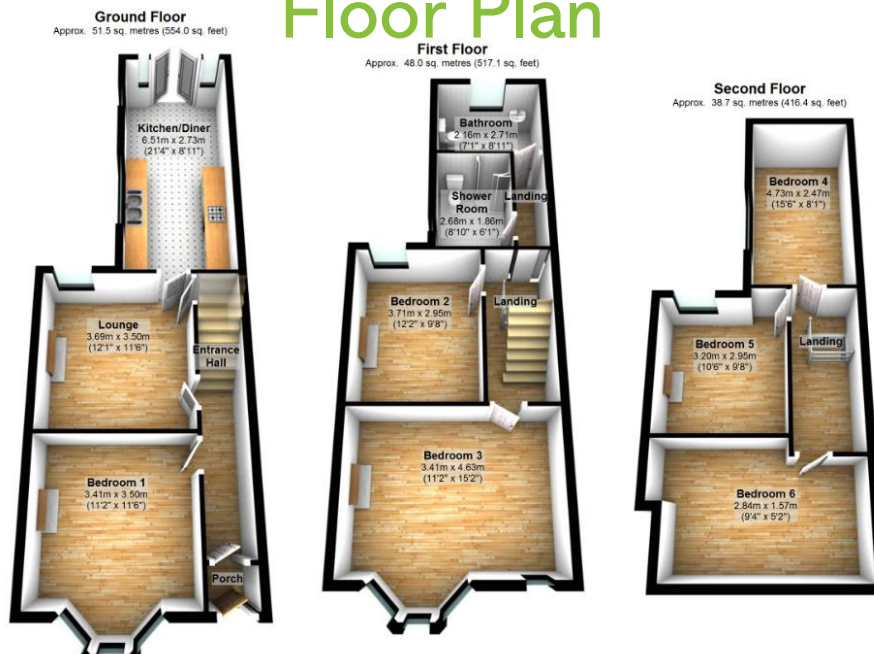 Floor Plan
Ground Floor
Approx. 51.5 sq. metres (554.0 sq. feet)
Kitchen/Diner
6.51m x 2.73m
(21'4" x 8'11")
Lounge
3.69m x 3.50m
(12'1" x 11'6")
Entrance
Hall
Bedroom 1
3.41m x 3.50m
(11'2" x 11'6")
Porch
First Floor
Approx. 48.0 sq. metres (517.1 sq. feet)
Bathroom
2.16m x 2.71m
(7'1" x 8'11")
Shower
Room
2.68m x 1.86m
(8'10" x 6'1")
Landing
Bedroom 2
3.71m x 2.95m
(12'2" x 9'8")
Landing
Bedroom 3
3.41m x 4.63m
(11'2" x 15'2")
Second Floor
Approx. 38.7 sq. metres (416.4 sq. feet)
Bedroom 4
4.73m x 2.47m
(15'6" x 8'1")
Bedroom 5
3.20m x 2.95m
(10'6" x 9'8")
Landing
Bedroom 6
2.84m x 1.57m
(9'4" x 5'2")